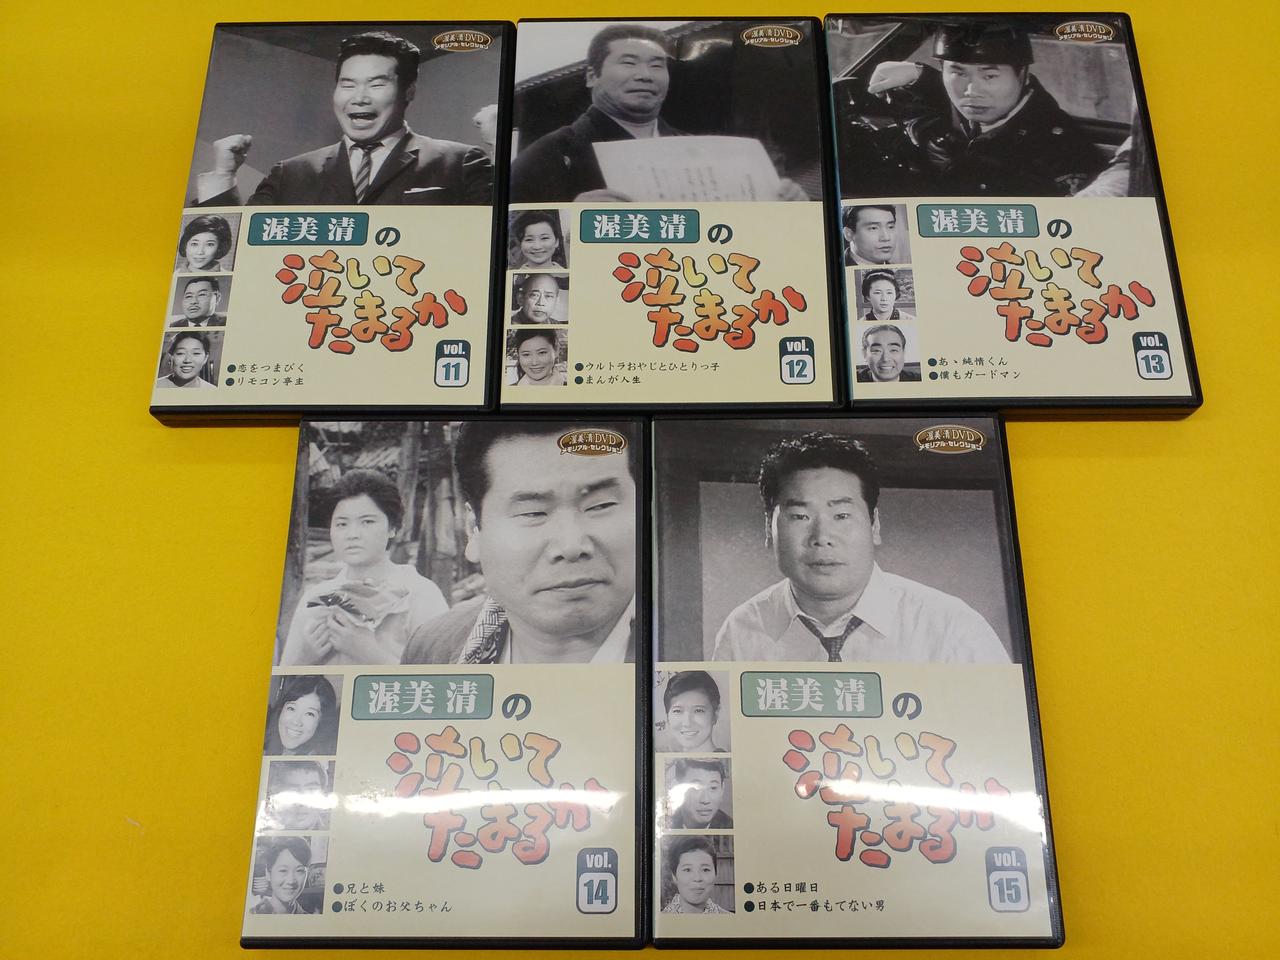 渥美清DVD
メモリアル・セレクション
渥美 清 の
泣いて
たまるか
vol.
11
●恋をつまびく
●リモコン亭主
渥美清DVD
メモリアル・セレクション
渥美 清 の
泣いて
たまるか
vol.
12
●ウルトラおやじとひとりっ子
●まんが人生
渥美清DVD
メモリアル・セレクション
渥美 清 の
泣いて
たまるか
vol.
13
●あゝ純情くん
●僕もガードマン
渥美清DVD
メモリアル・セレクション
渥美 清 の
泣いて
たまるか
vol.
14
●兄と妹
●ぼくのお父ちゃん
渥美清DVD
メモリアル・セレクション
渥美 清 の
泣いて
たまるか
vol.
15
●ある日曜日
●日本で一番もてない男